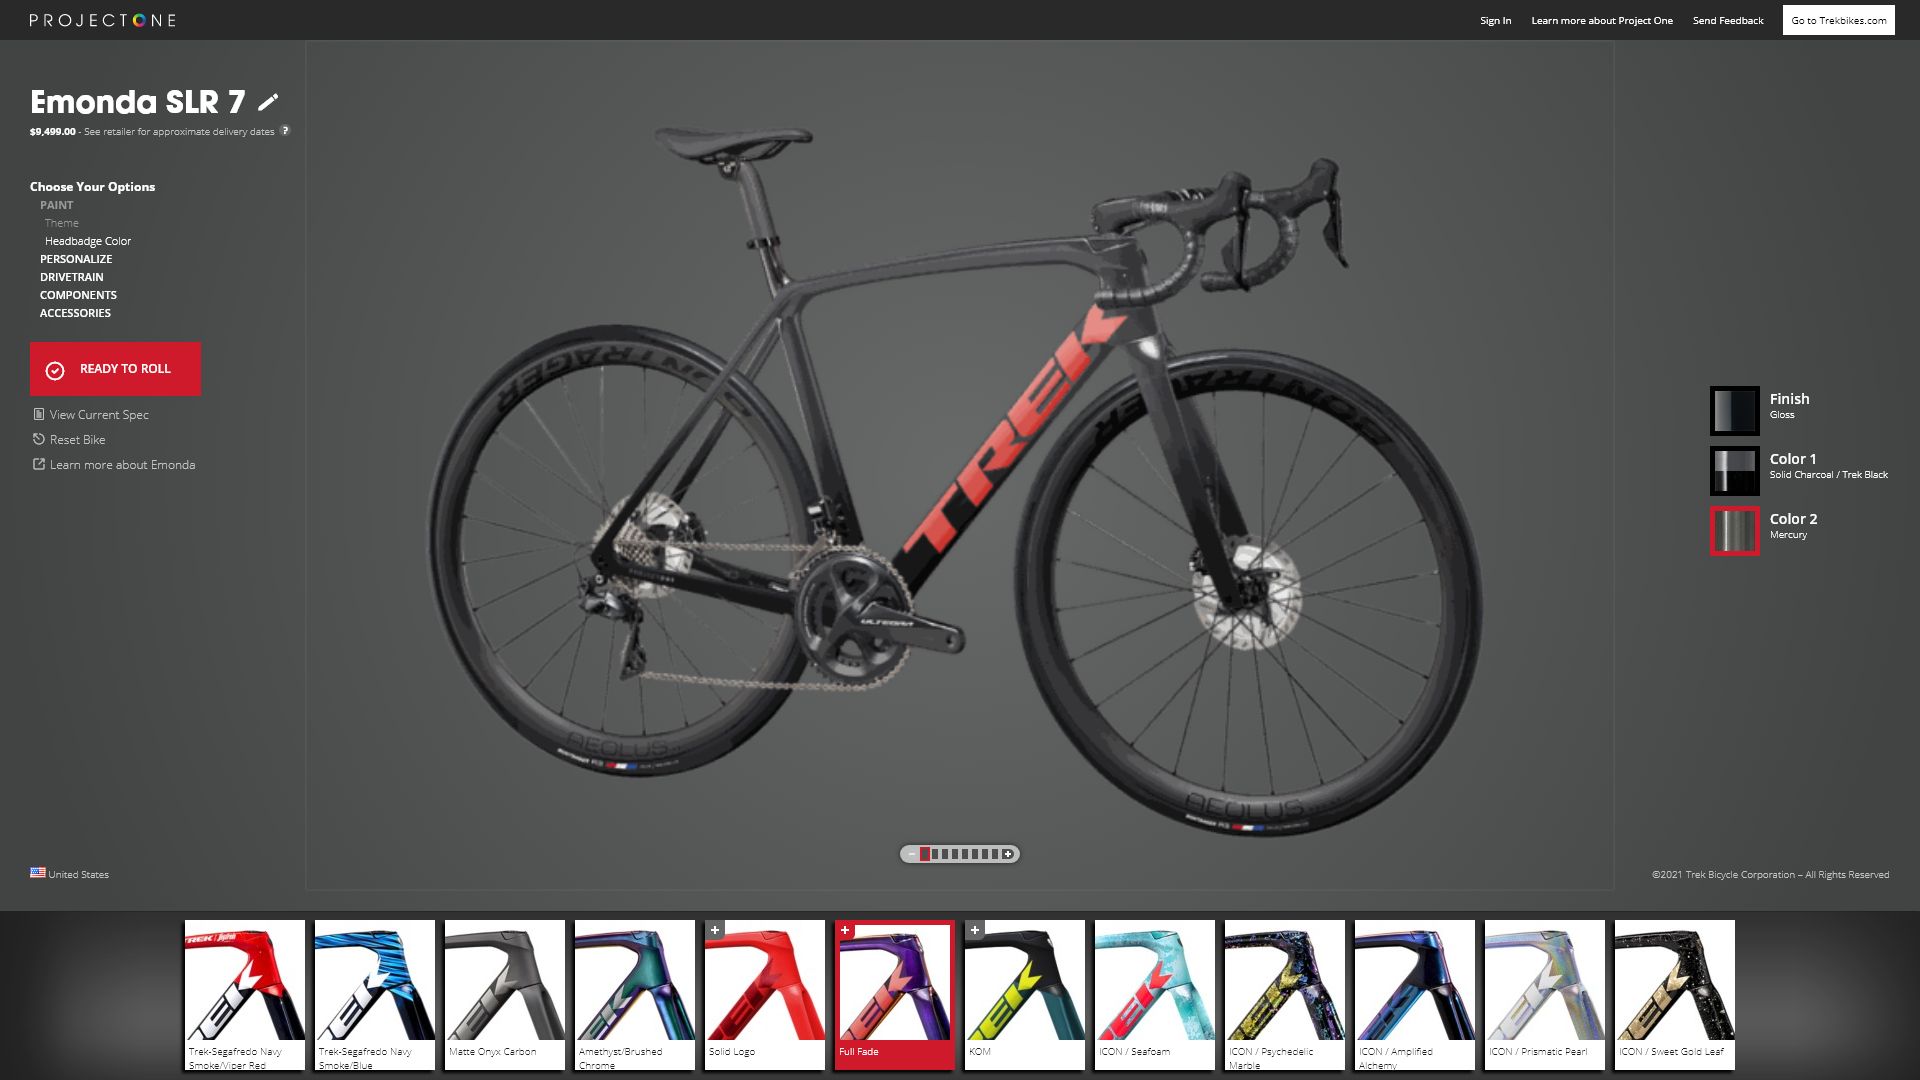 PROJECT ONE
Sign In
Learn more about Project One
Send Feedback
Go to Trekbikes.com
Emonda SLR 7
$9,499.00 - See retailer for approximate delivery dates ?
Choose Your Options
PAINT
Theme
Headbadge Color
PERSONALIZE
DRIVETRAIN
COMPONENTS
ACCESSORIES
READY TO ROLL
View Current Spec
Reset Bike
Learn more about Emonda
BONTRAGER
TREK
BONTRAGER
ULTEGRA
AEOLUS
AEOLUS
Finish
Gloss
Color 1
Solid Charcoal / Trek Black
Color 2
Mercury
United States
©2021 Trek Bicycle Corporation – All Rights Reserved
Trek-Segafredo Navy
Smoke/Viper Red
Trek-Segafredo Navy
Smoke/Blue
Matte Onyx Carbon
Amethyst/Brushed
Chrome
Solid Logo
Full Fade
KOM
ICON / Seafoam
ICON / Psychedelic
Marble
ICON / Amplified
Alchemy
ICON / Prismatic Pearl
ICON / Sweet Gold Leaf